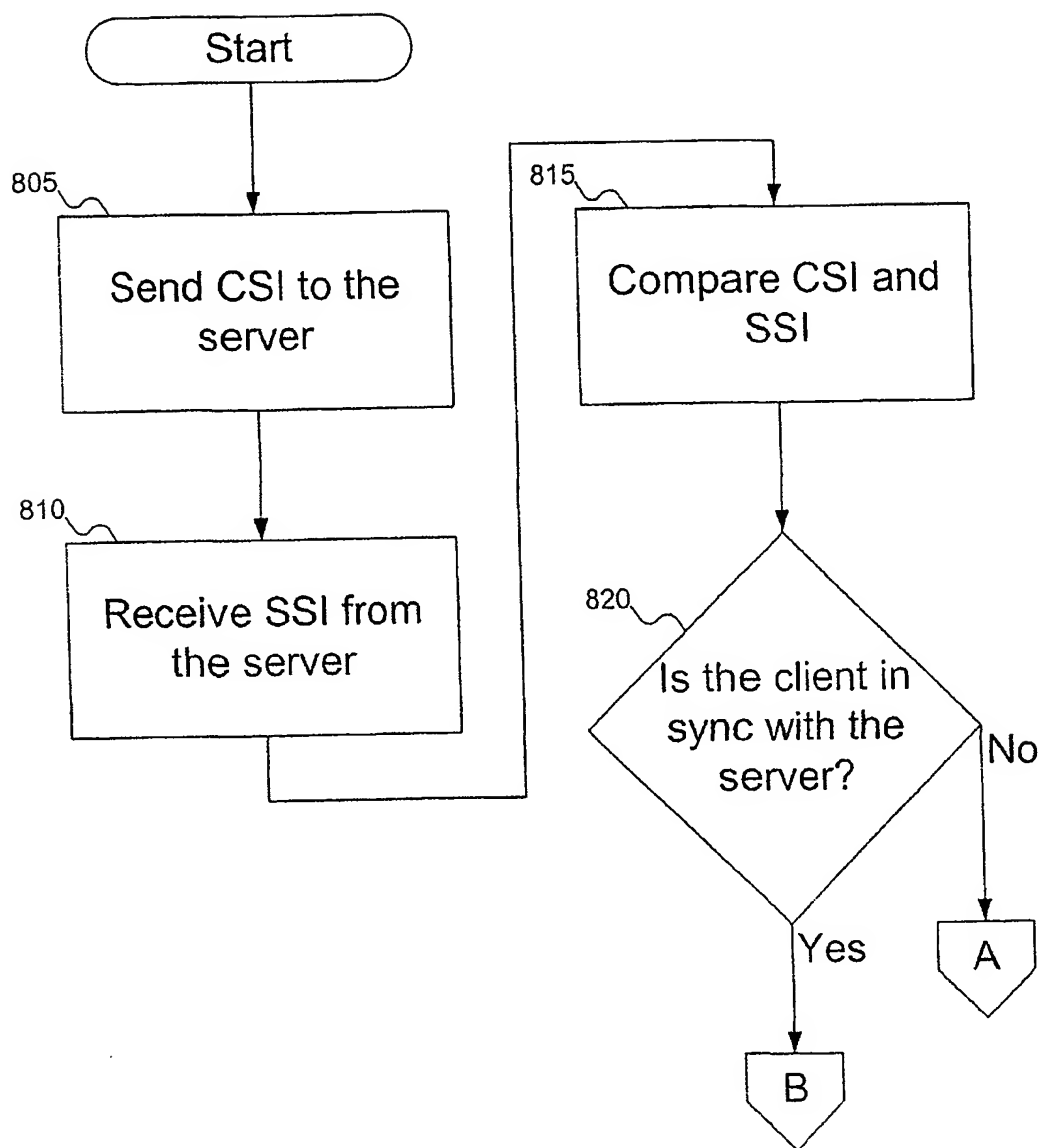 Start
805
Send CSI to the
server
810
Receive SSI from
the server
815
Compare CSI and
SSI
820
Is the client in
sync with the
server?
No
Yes
A
B